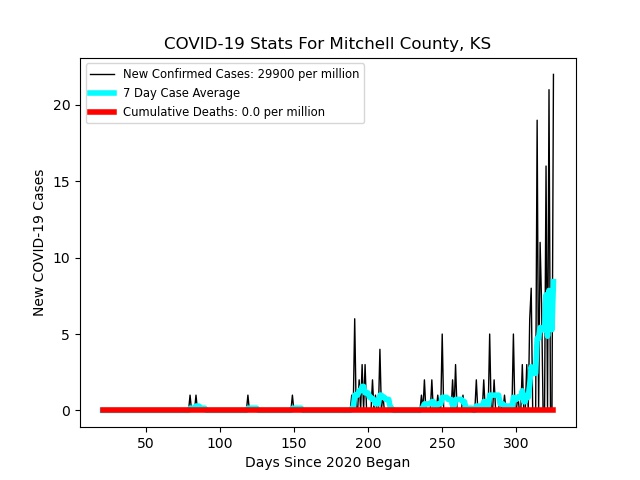 COVID-19 Stats For Mitchell County, KS
New Confirmed Cases: 29900 per million
7 Day Case Average
Cumulative Deaths: 0.0 per million
New COVID-19 Cases
20
15
10
5
0
50 100 150 200 250 300
Days Since 2020 Began